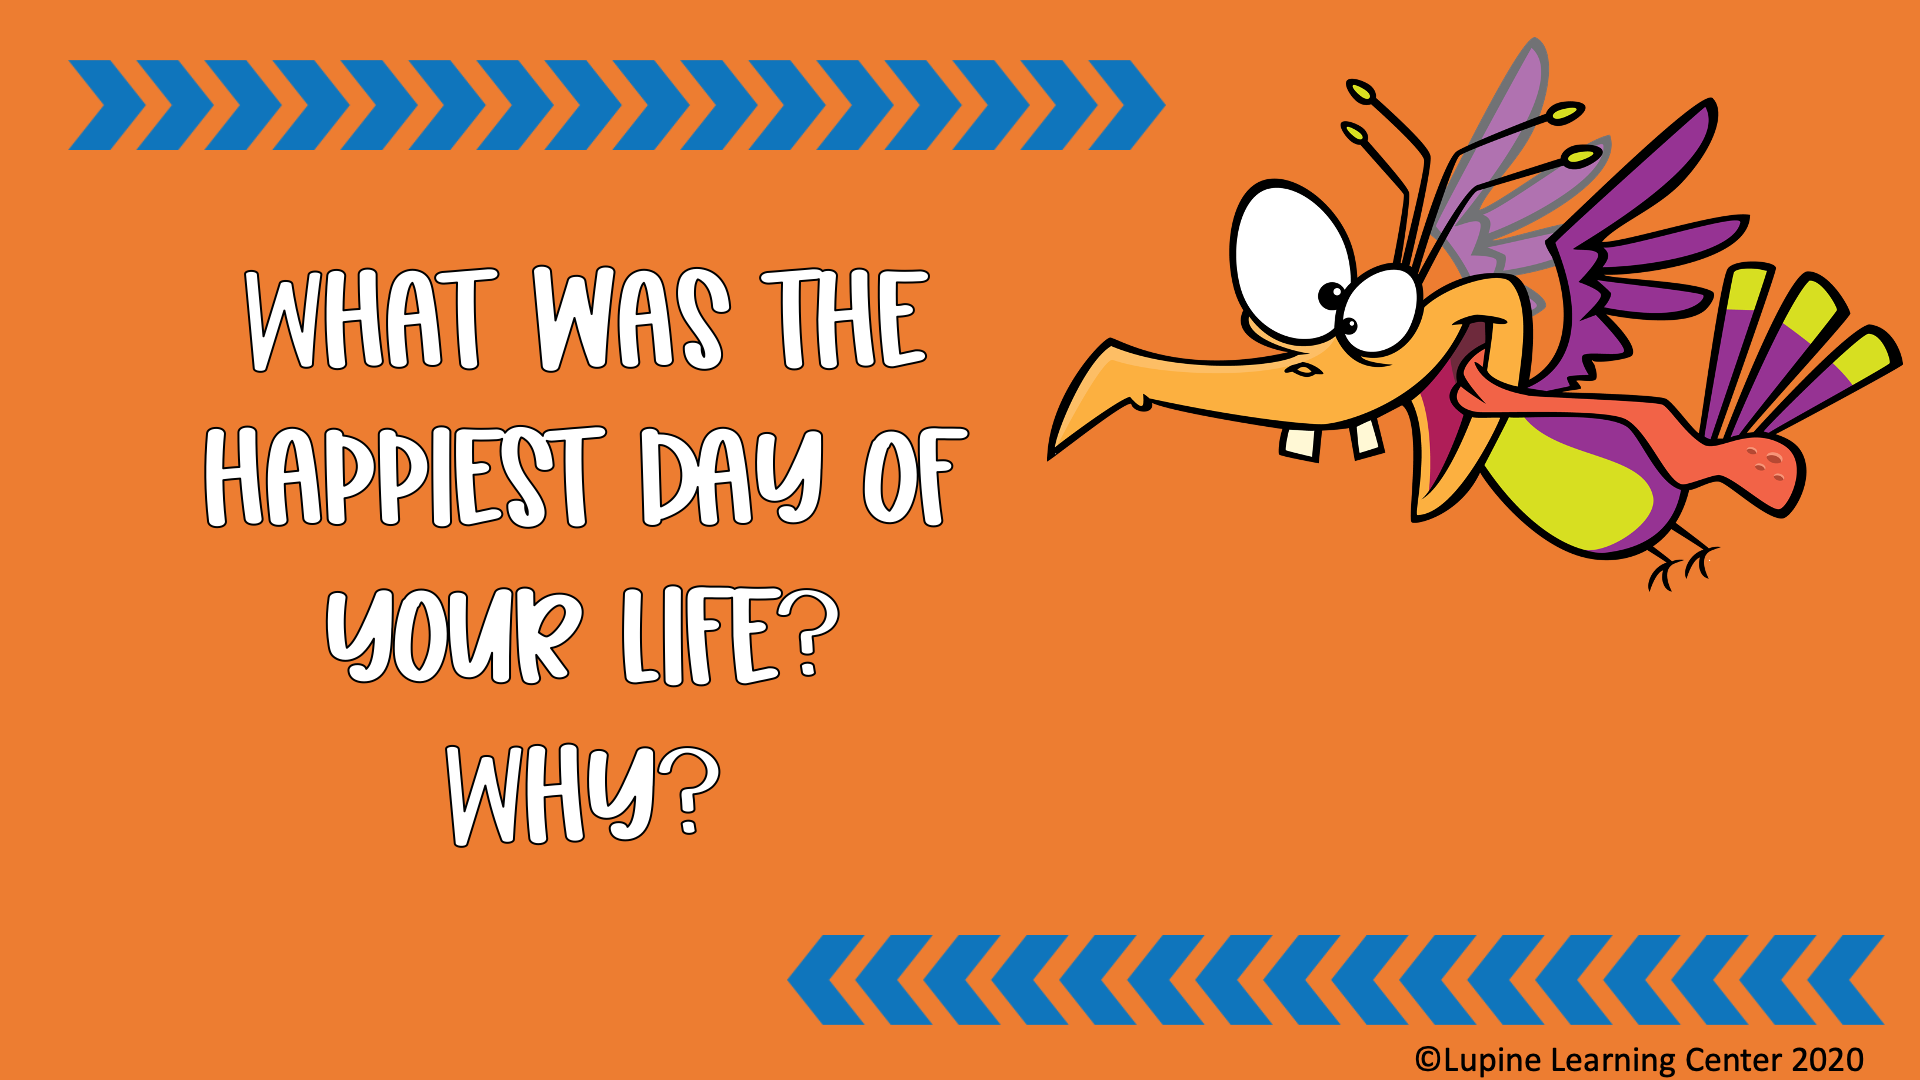 WHAT WAS THE
HAPPIEST DAY OF
YOUR LIFE?
WHY?
©Lupine Learning Center 2020